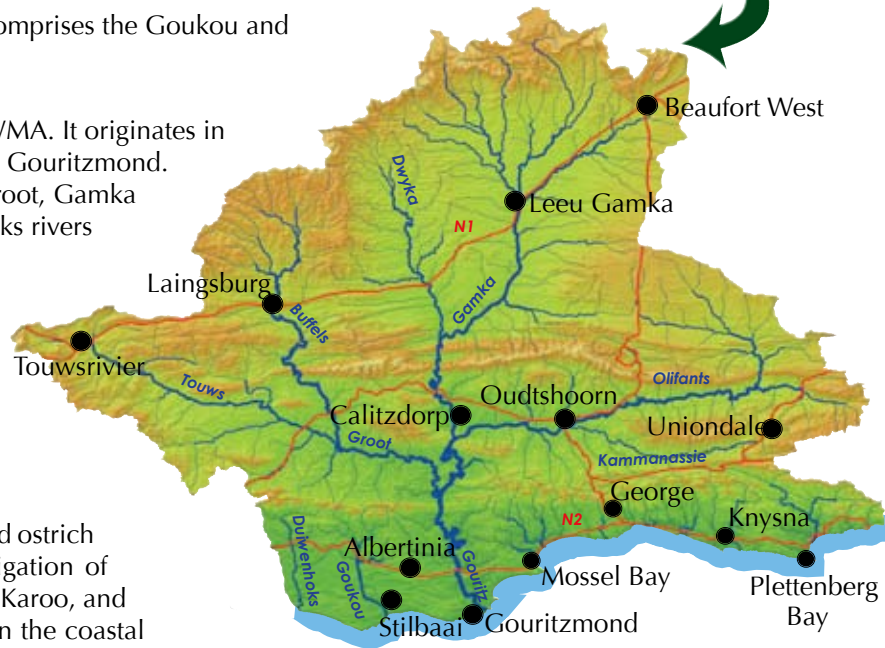 omprises the Goukou and
WMA. It originates in
Gouritzmond.
root, Gamka
ks rivers
d ostrich
igation of
Karoo, and
n the coastal
Beaufort West
Dwyka
Leeu Gamka
N1
Laingsburg
Gamka
Buffels
Touwsrivier
Touws
Oudtshoorn
Olifants
Calitzdorp
Uniondale
Groot
Kammanassie
George
N2
Knysna
Duiwenhoks
Albertinia
Goukou
Gouritz
Mossel Bay
Plettenberg
Bay
Stilbaai
Gouritzmond